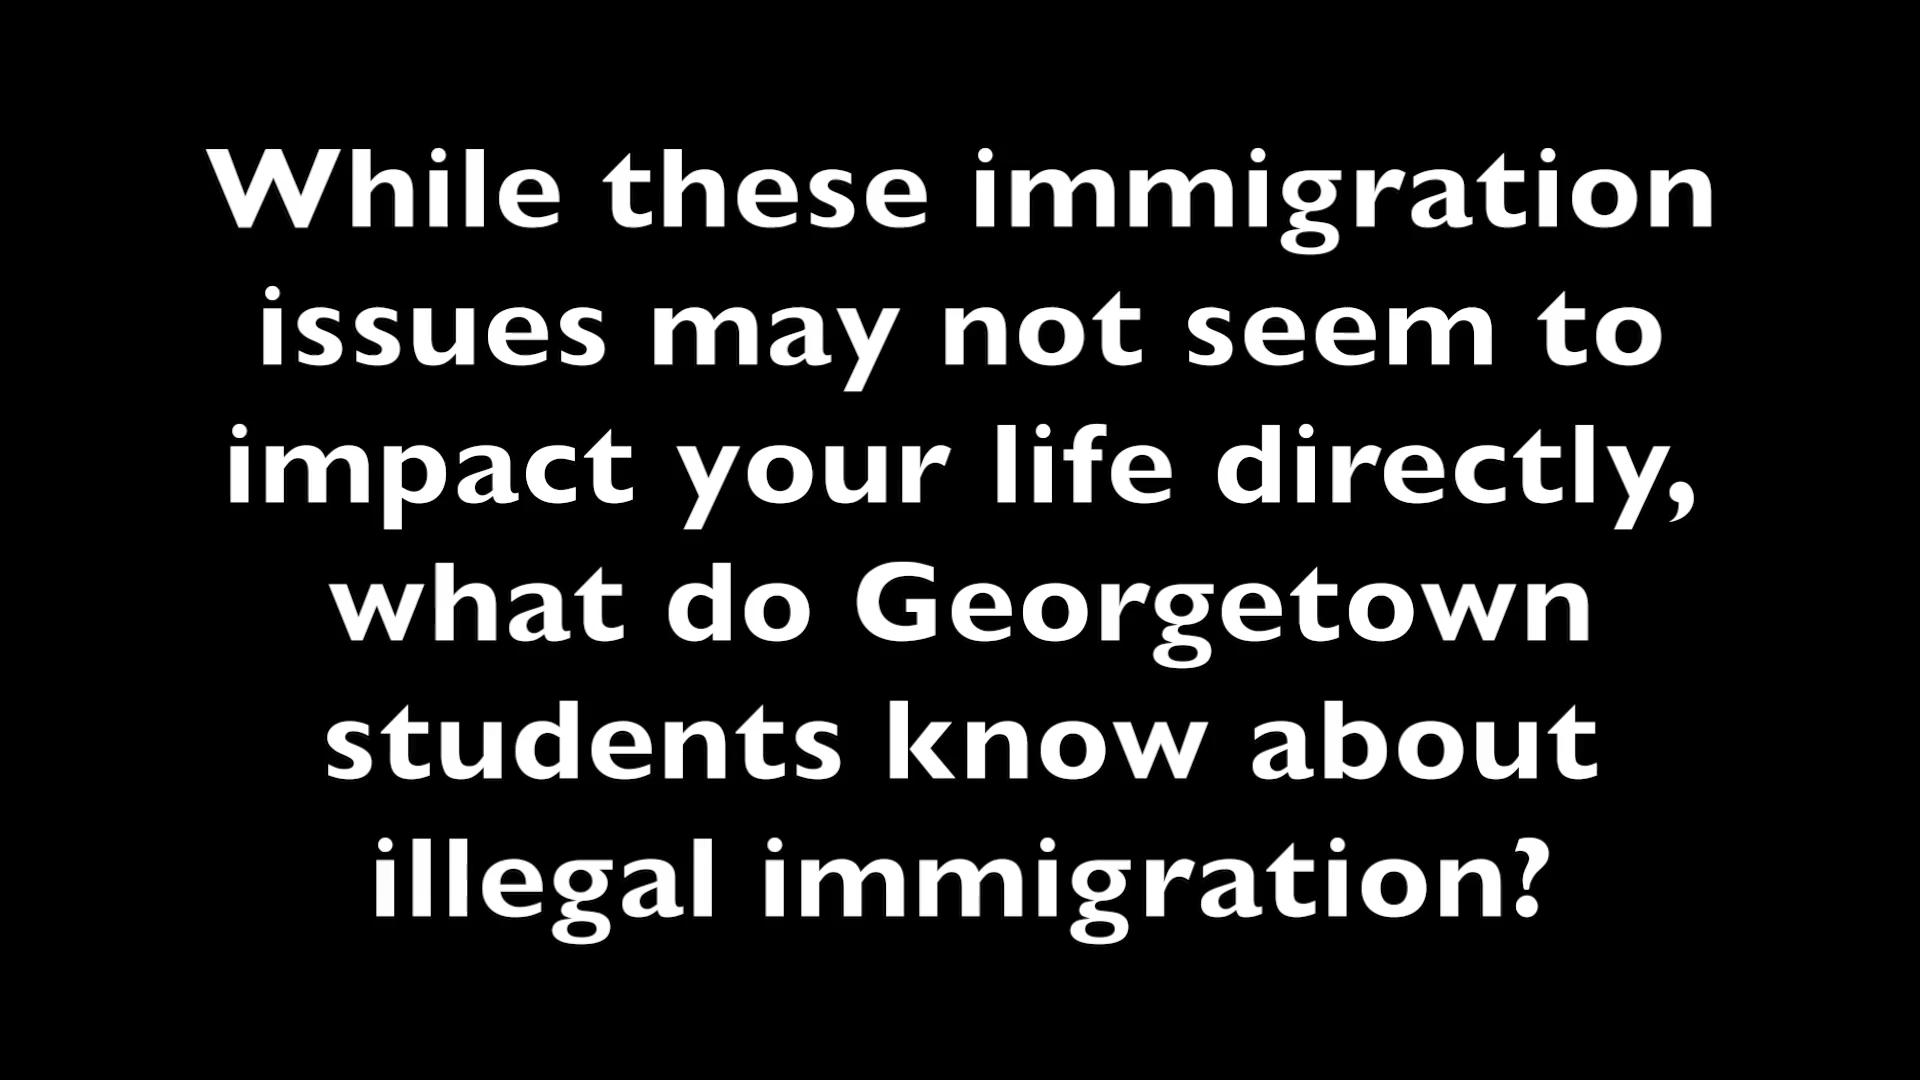 While these immigration
issues may not seem to
impact your life directly,
what do Georgetown
students know about
illegal immigration?